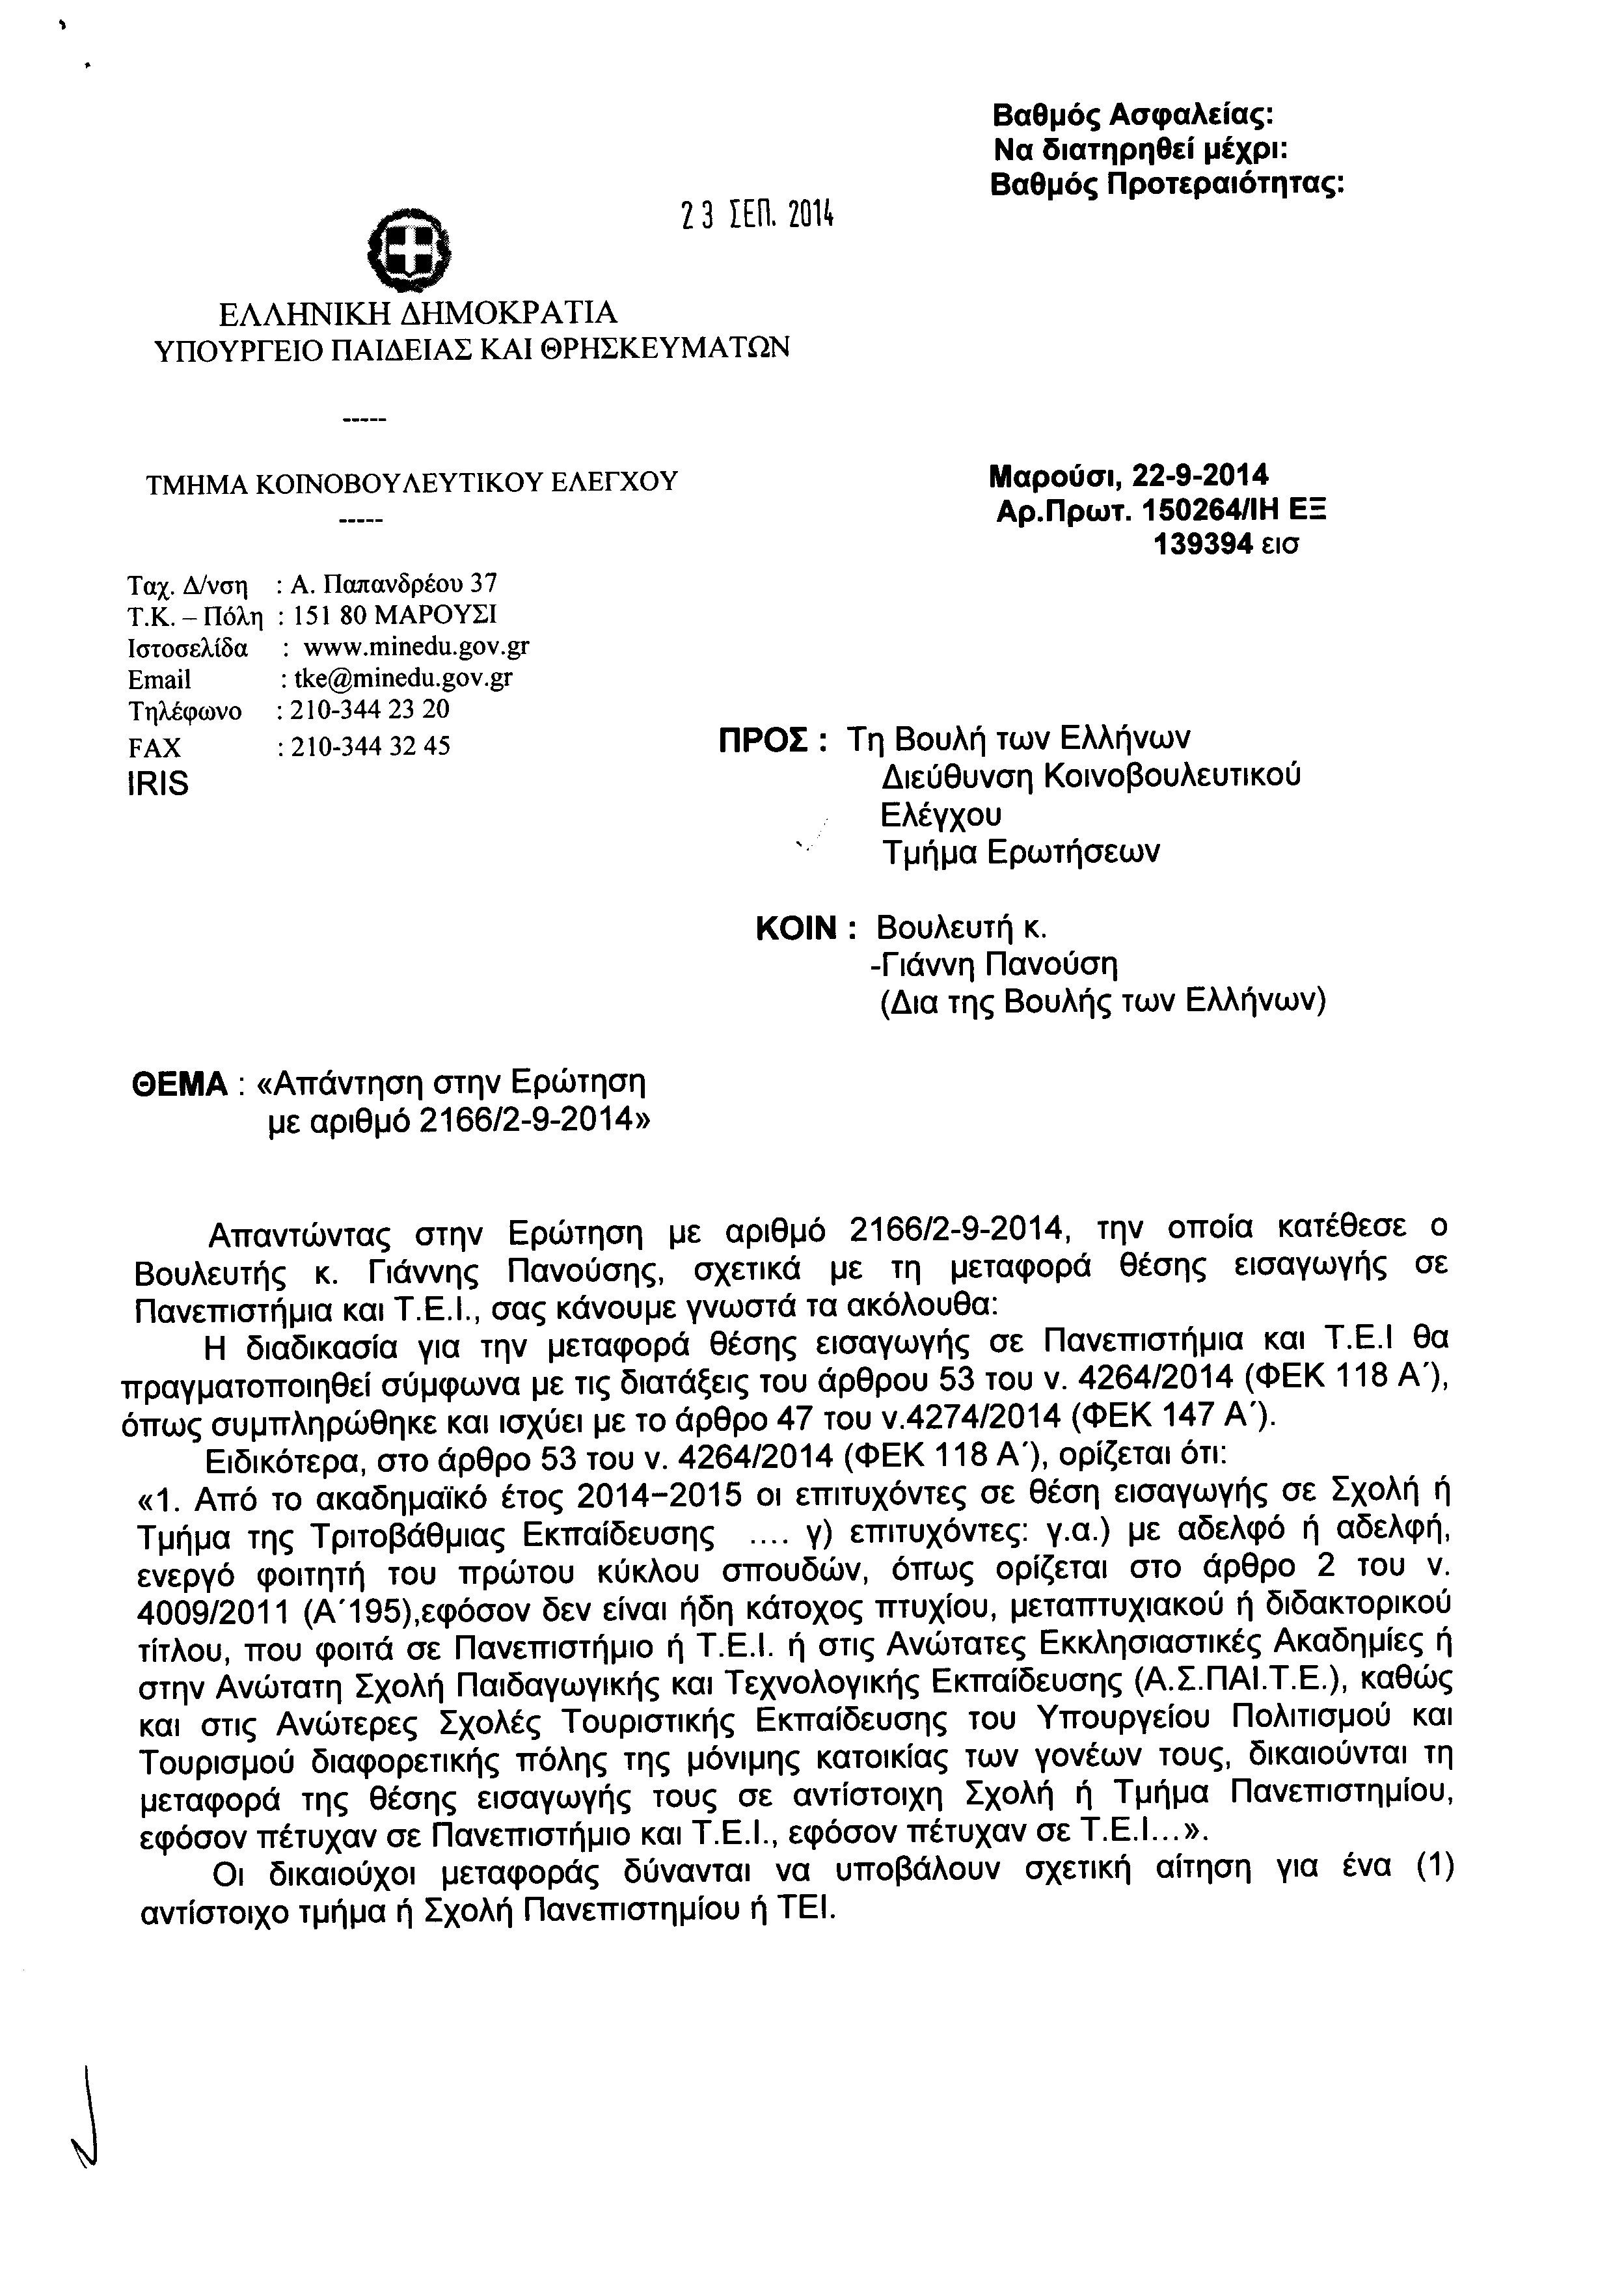 Βαθμός Ασφαλείας:
Να διατηρηθεί μέχρι:
Βαθμός Προτεραιότητας:
23 ΣΕΠ. 2014
ΕΛΛΗΝΙΚΗ ΔΗΜΟΚΡΑΤΙΑ
ΥΠΟΥΡΓΕΙΟ ΠΑΙΔΕΙΑΣ ΚΑΙ ΘΡΗΣΚΕΥΜΑΤΩΝ
-----
ΤΜΗΜΑ ΚΟΙΝΟΒΟΥΛΕΥΤΙΚΟΥ ΕΛΕΓΧΟΥ
-----
Μαρούσι, 22-9-2014
Αρ.Πρωτ. 150264/ΙΗ ΕΞ
139394 εισ
Ταχ. Δ/νση : Α. Παπανδρέου 37
Τ.Κ. – Πόλη : 151 80 ΜΑΡΟΥΣΙ
Ιστοσελίδα : www.minedu.gov.gr
Email : tke@minedu.gov.gr
Τηλέφωνο : 210-344 23 20
FAX : 210-344 32 45
IRIS
ΠΡΟΣ : Τη Βουλή των Ελλήνων
Διεύθυνση Κοινοβουλευτικού
Ελέγχου
Τμήμα Ερωτήσεων
ΚΟΙΝ : Βουλευτή κ.
-Γιάννη Πανούση
(Δια της Βουλής των Ελλήνων)
ΘΕΜΑ : «Απάντηση στην Ερώτηση
με αριθμό 2166/2-9-2014»
Απαντώντας στην Ερώτηση με αριθμό 2166/2-9-2014, την οποία κατέθεσε ο
Βουλευτής κ. Γιάννης Πανούσης, σχετικά με τη μεταφορά θέσης εισαγωγής σε
Πανεπιστήμια και Τ.Ε.Ι., σας κάνουμε γνωστά τα ακόλουθα:
Η διαδικασία για την μεταφορά θέσης εισαγωγής σε Πανεπιστήμια και Τ.Ε.Ι θα
πραγματοποιηθεί σύμφωνα με τις διατάξεις του άρθρου 53 του ν. 4264/2014 (ΦΕΚ 118 Α΄),
όπως συμπληρώθηκε και ισχύει με το άρθρο 47 του ν.4274/2014 (ΦΕΚ 147 Α΄).
Ειδικότερα, στο άρθρο 53 του ν. 4264/2014 (ΦΕΚ 118 Α΄), ορίζεται ότι:
«1. Από το ακαδημαϊκό έτος 2014−2015 οι επιτυχόντες σε θέση εισαγωγής σε Σχολή ή
Τμήμα της Τριτοβάθμιας Εκπαίδευσης .... γ) επιτυχόντες: γ.α.) με αδελφό ή αδελφή,
ενεργό φοιτητή του πρώτου κύκλου σπουδών, όπως ορίζεται στο άρθρο 2 του ν.
4009/2011 (Α΄195),εφόσον δεν είναι ήδη κάτοχος πτυχίου, μεταπτυχιακού ή διδακτορικού
τίτλου, που φοιτά σε Πανεπιστήμιο ή Τ.Ε.Ι. ή στις Ανώτατες Εκκλησιαστικές Ακαδημίες ή
στην Ανώτατη Σχολή Παιδαγωγικής και Τεχνολογικής Εκπαίδευσης (Α.Σ.ΠΑΙ.Τ.Ε.), καθώς
και στις Ανώτερες Σχολές Τουριστικής Εκπαίδευσης του Υπουργείου Πολιτισμού και
Τουρισμού διαφορετικής πόλης της μόνιμης κατοικίας των γονέων τους, δικαιούνται τη
μεταφορά της θέσης εισαγωγής τους σε αντίστοιχη Σχολή ή Τμήμα Πανεπιστημίου,
εφόσον πέτυχαν σε Πανεπιστήμιο και Τ.Ε.Ι., εφόσον πέτυχαν σε Τ.Ε.Ι...».
Οι δικαιούχοι μεταφοράς δύνανται να υποβάλουν σχετική αίτηση για ένα (1)
αντίστοιχο τμήμα ή Σχολή Πανεπιστημίου ή ΤΕΙ.